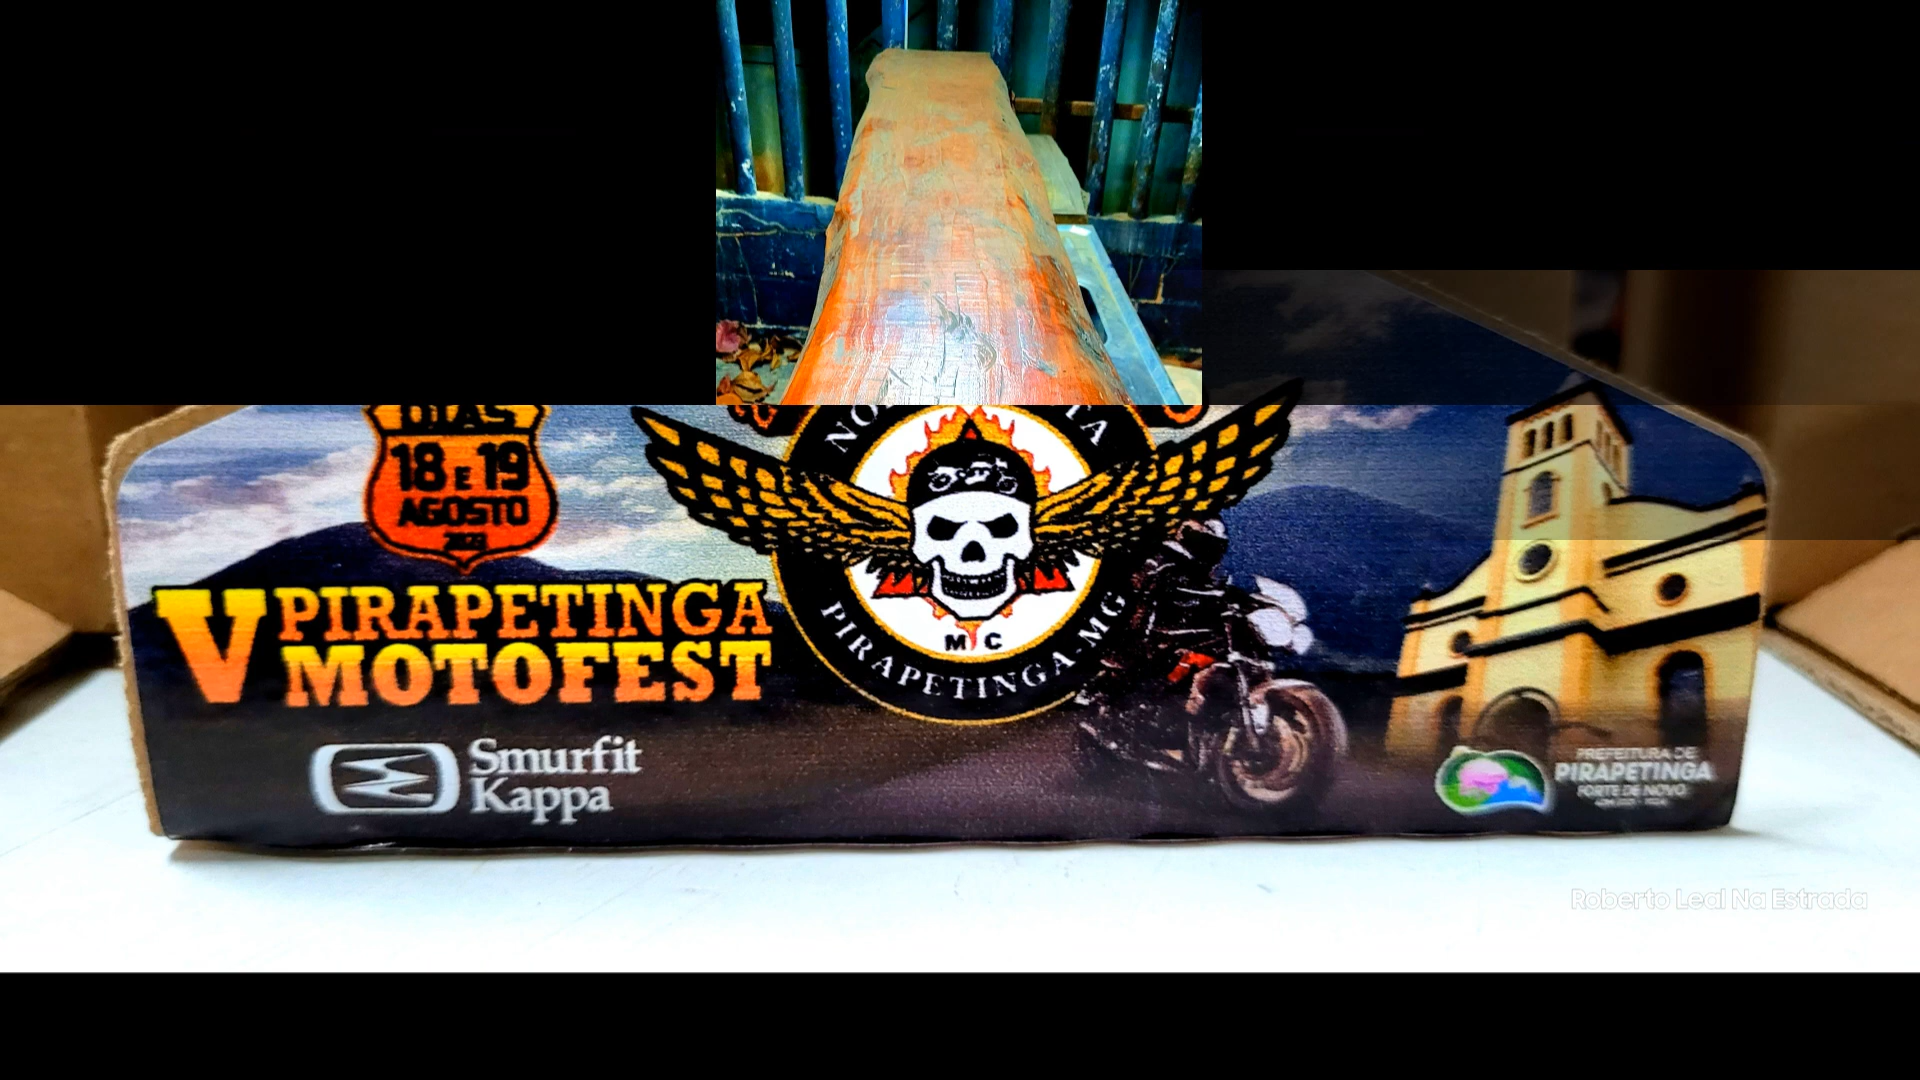 DIAS
18 E 19
AGOSTO
V PIRAPETINGA
MOTOFEST
M C
PIRAPETINGA-MG
Smurfit
Kappa
PREFEITURA DE
PIRAPETINGA
FORTE DE NOVO
Roberto Leal Na Estrada